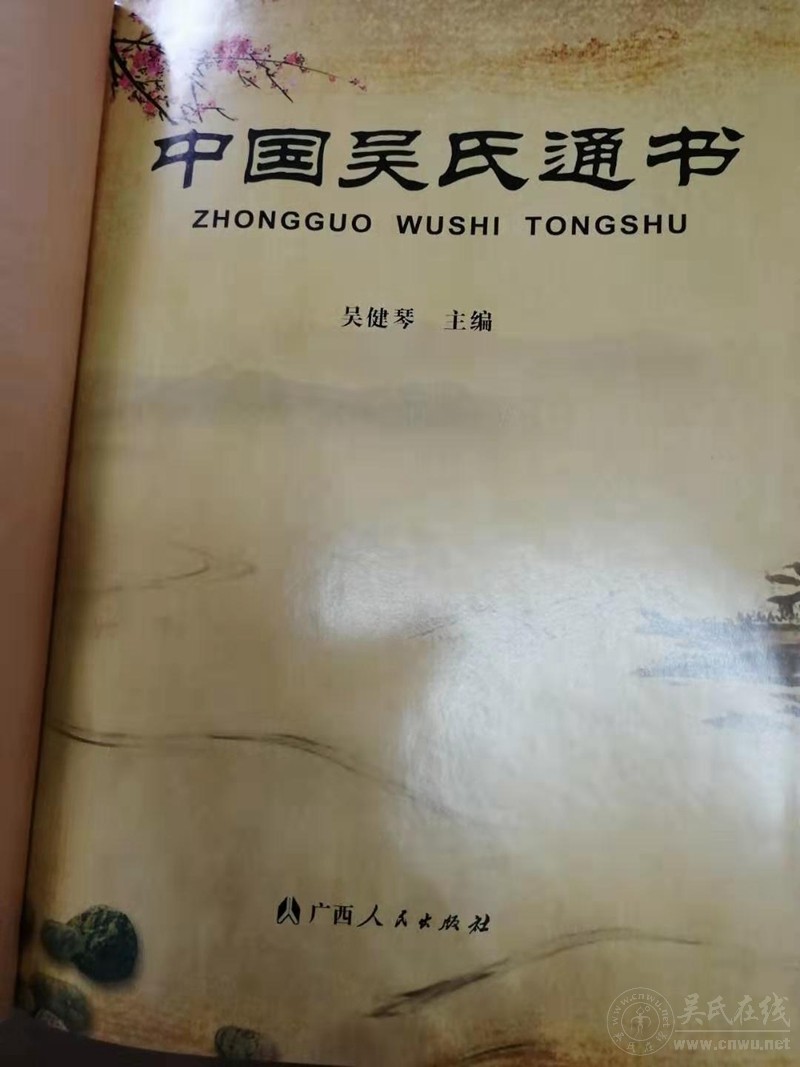 中国吴氏通书
ZHONGGUO WUSHI TONGSHU
吴健琴 主编
广西人民出版社
吴氏在线
www.cnwu.net